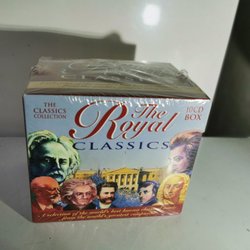 THE CLASSICS
COLLECTION
The
Royal
CLASSICS
10CD
BOX
A selection of the world's best known classics
from the world's greatest composers